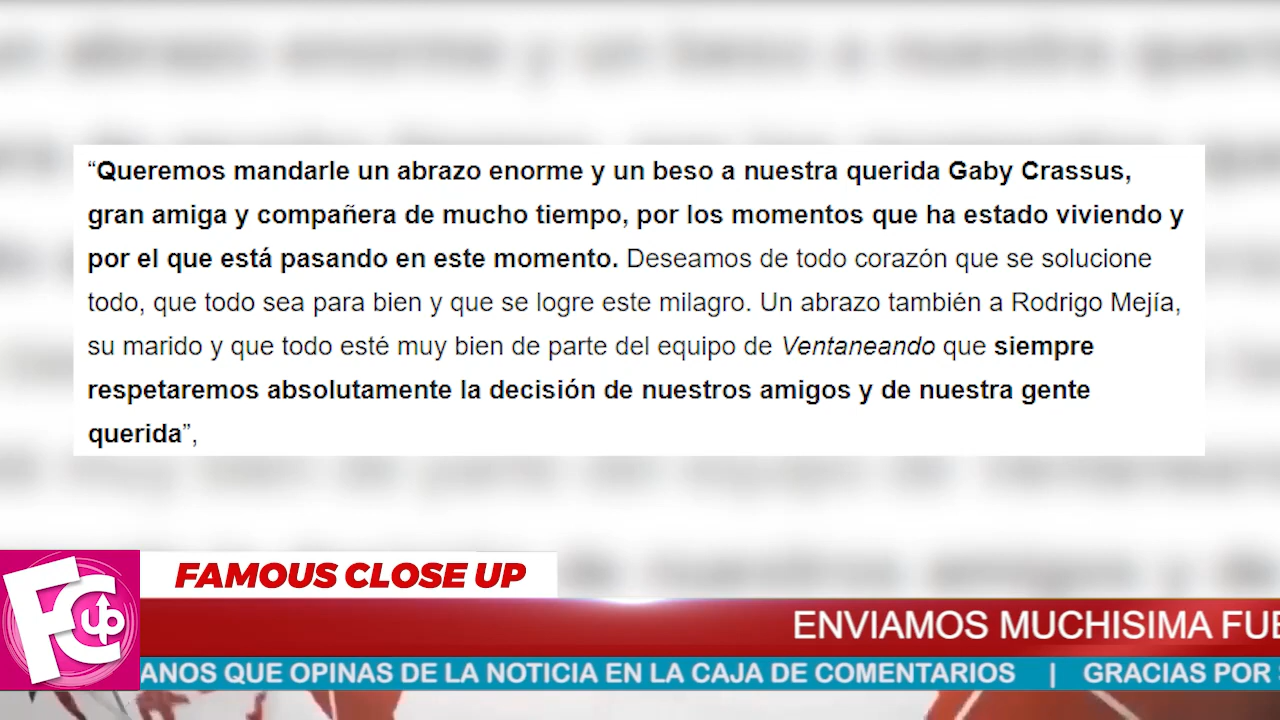 “Queremos mandarle un abrazo enorme y un beso a nuestra querida Gaby Crassus,
gran amiga y compañera de mucho tiempo, por los momentos que ha estado viviendo y
por el que está pasando en este momento. Deseamos de todo corazón que se solucione
todo, que todo sea para bien y que se logre este milagro. Un abrazo también a Rodrigo Mejía,
su marido y que todo esté muy bien de parte del equipo de Ventaneando que siempre
respetaremos absolutamente la decisión de nuestros amigos y de nuestra gente
querida”,
FC up
FAMOUS CLOSE UP
ENVIAMOS MUCHISIMA FUE
ANOS QUE OPINAS DE LA NOTICIA EN LA CAJA DE COMENTARIOS | GRACIAS POR